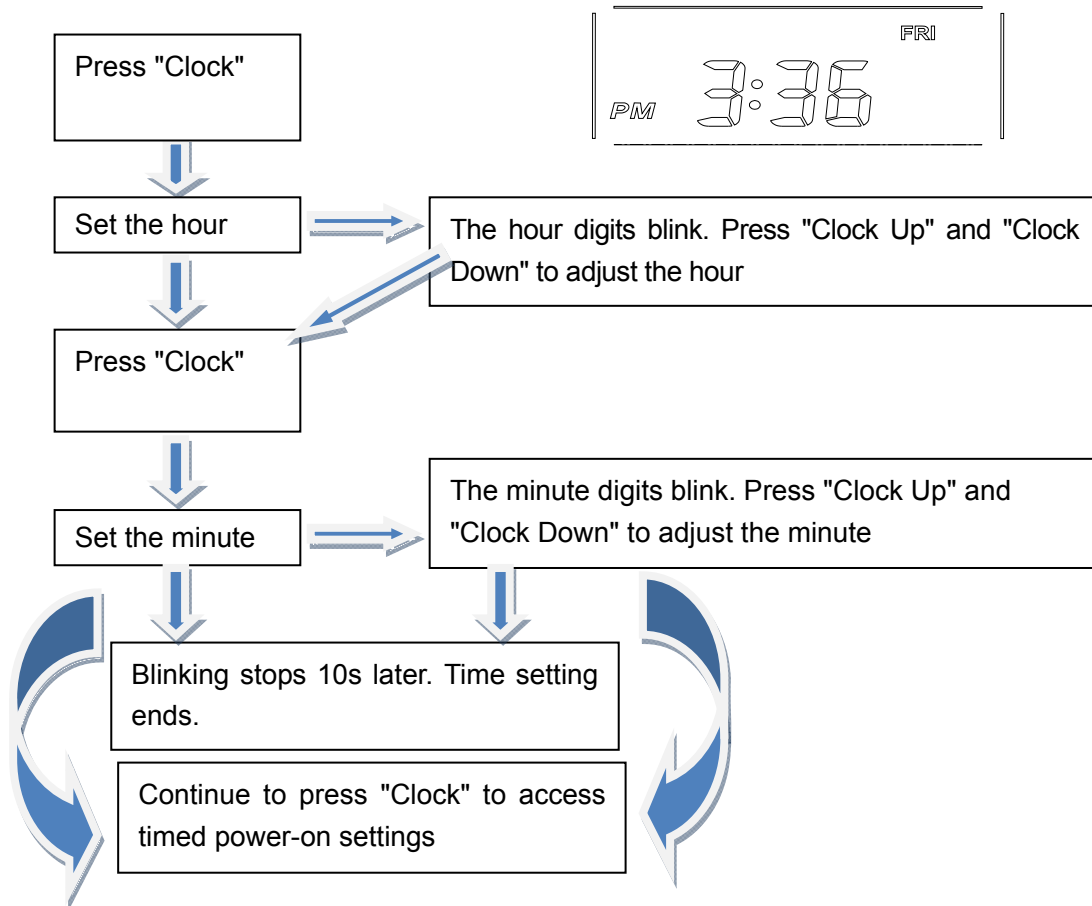 Press "Clock"
FRI
PM 3:36
Set the hour
The hour digits blink. Press "Clock Up" and "Clock
Down" to adjust the hour
Press "Clock"
Set the minute
The minute digits blink. Press "Clock Up" and
"Clock Down" to adjust the minute
Blinking stops 10s later. Time setting
ends.
Continue to press "Clock" to access
timed power-on settings